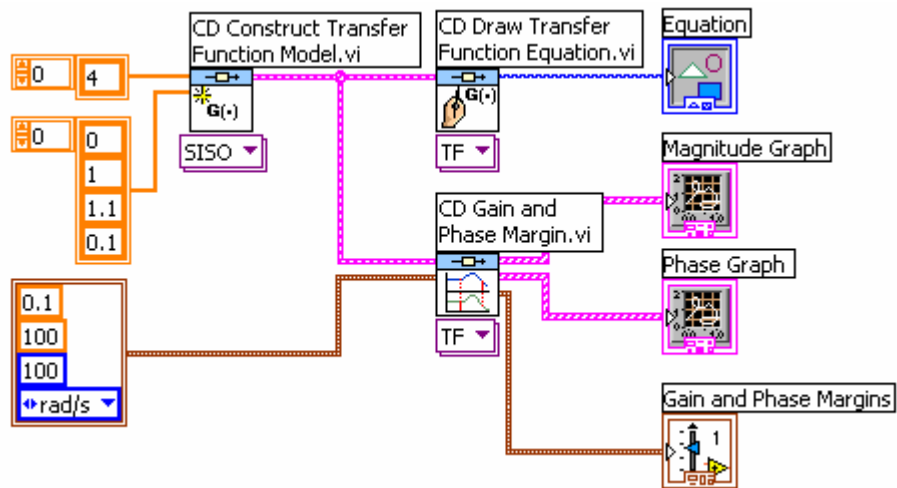 CD Construct Transfer
Function Model.vi
CD Draw Transfer
Function Equation.vi
Equation
0
4
G(·)
G(·)
SISO
TF
0
0
1
1.1
0.1
Magnitude Graph
CD Gain and
Phase Margin.vi
Phase Graph
TF
0.1
100
100
rad/s
Gain and Phase Margins
1